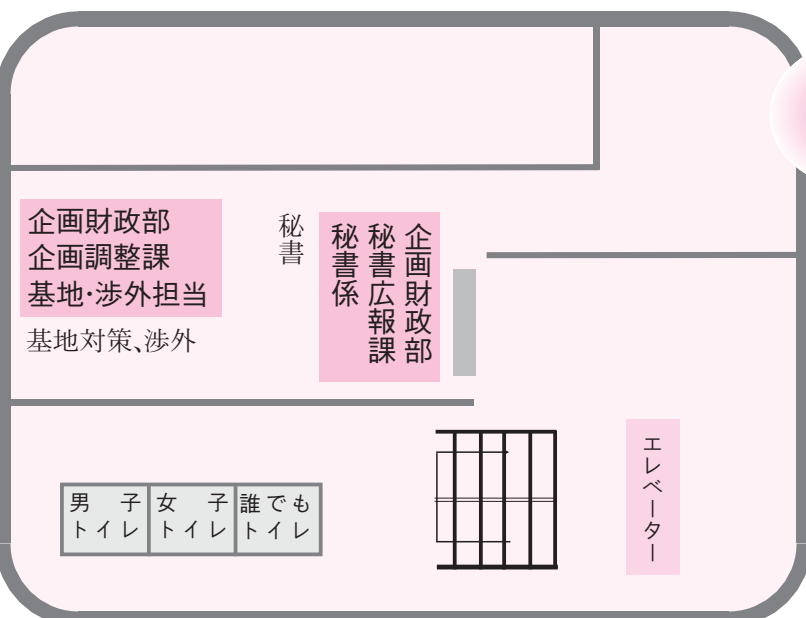 企画財政部
企画調整課
基地・渉外担当
基地対策、渉外
秘書
企画財政部
秘書広報課
秘書係
エレベーター
男子
トイレ
女子
トイレ
誰でも
トイレ